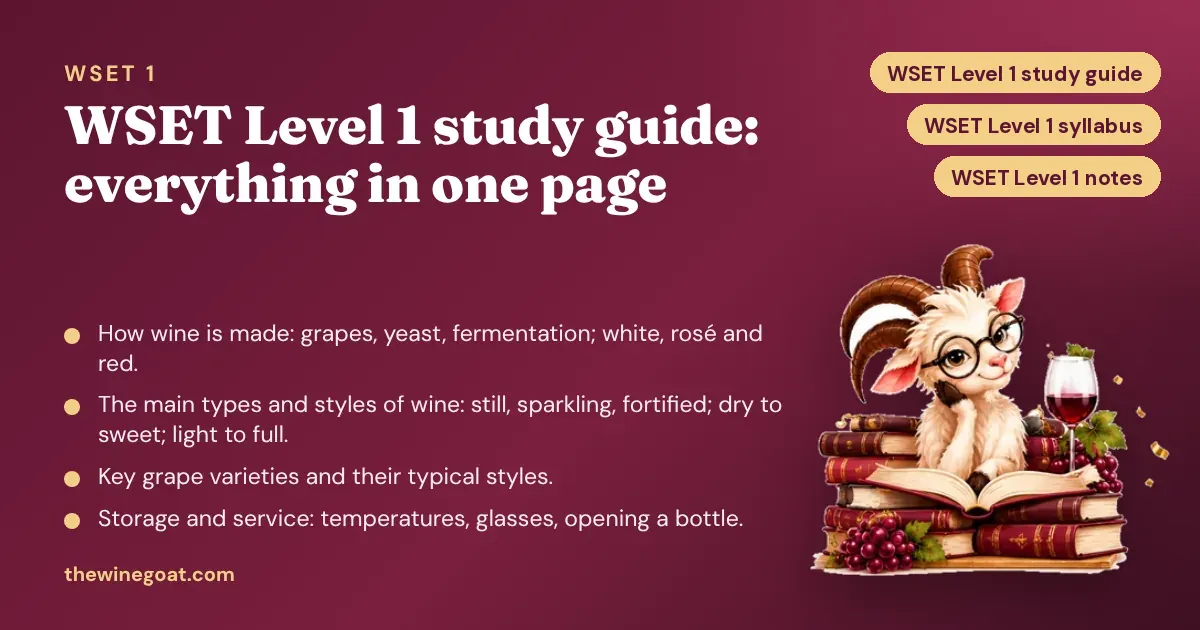 WSET 1
WSET Level 1 study guide:
everything in one page
WSET Level 1 study guide
WSET Level 1 syllabus
WSET Level 1 notes
How wine is made: grapes, yeast, fermentation; white, rosé and
red.
The main types and styles of wine: still, sparkling, fortified; dry to
sweet; light to full.
Key grape varieties and their typical styles.
Storage and service: temperatures, glasses, opening a bottle.
thewinegoat.com